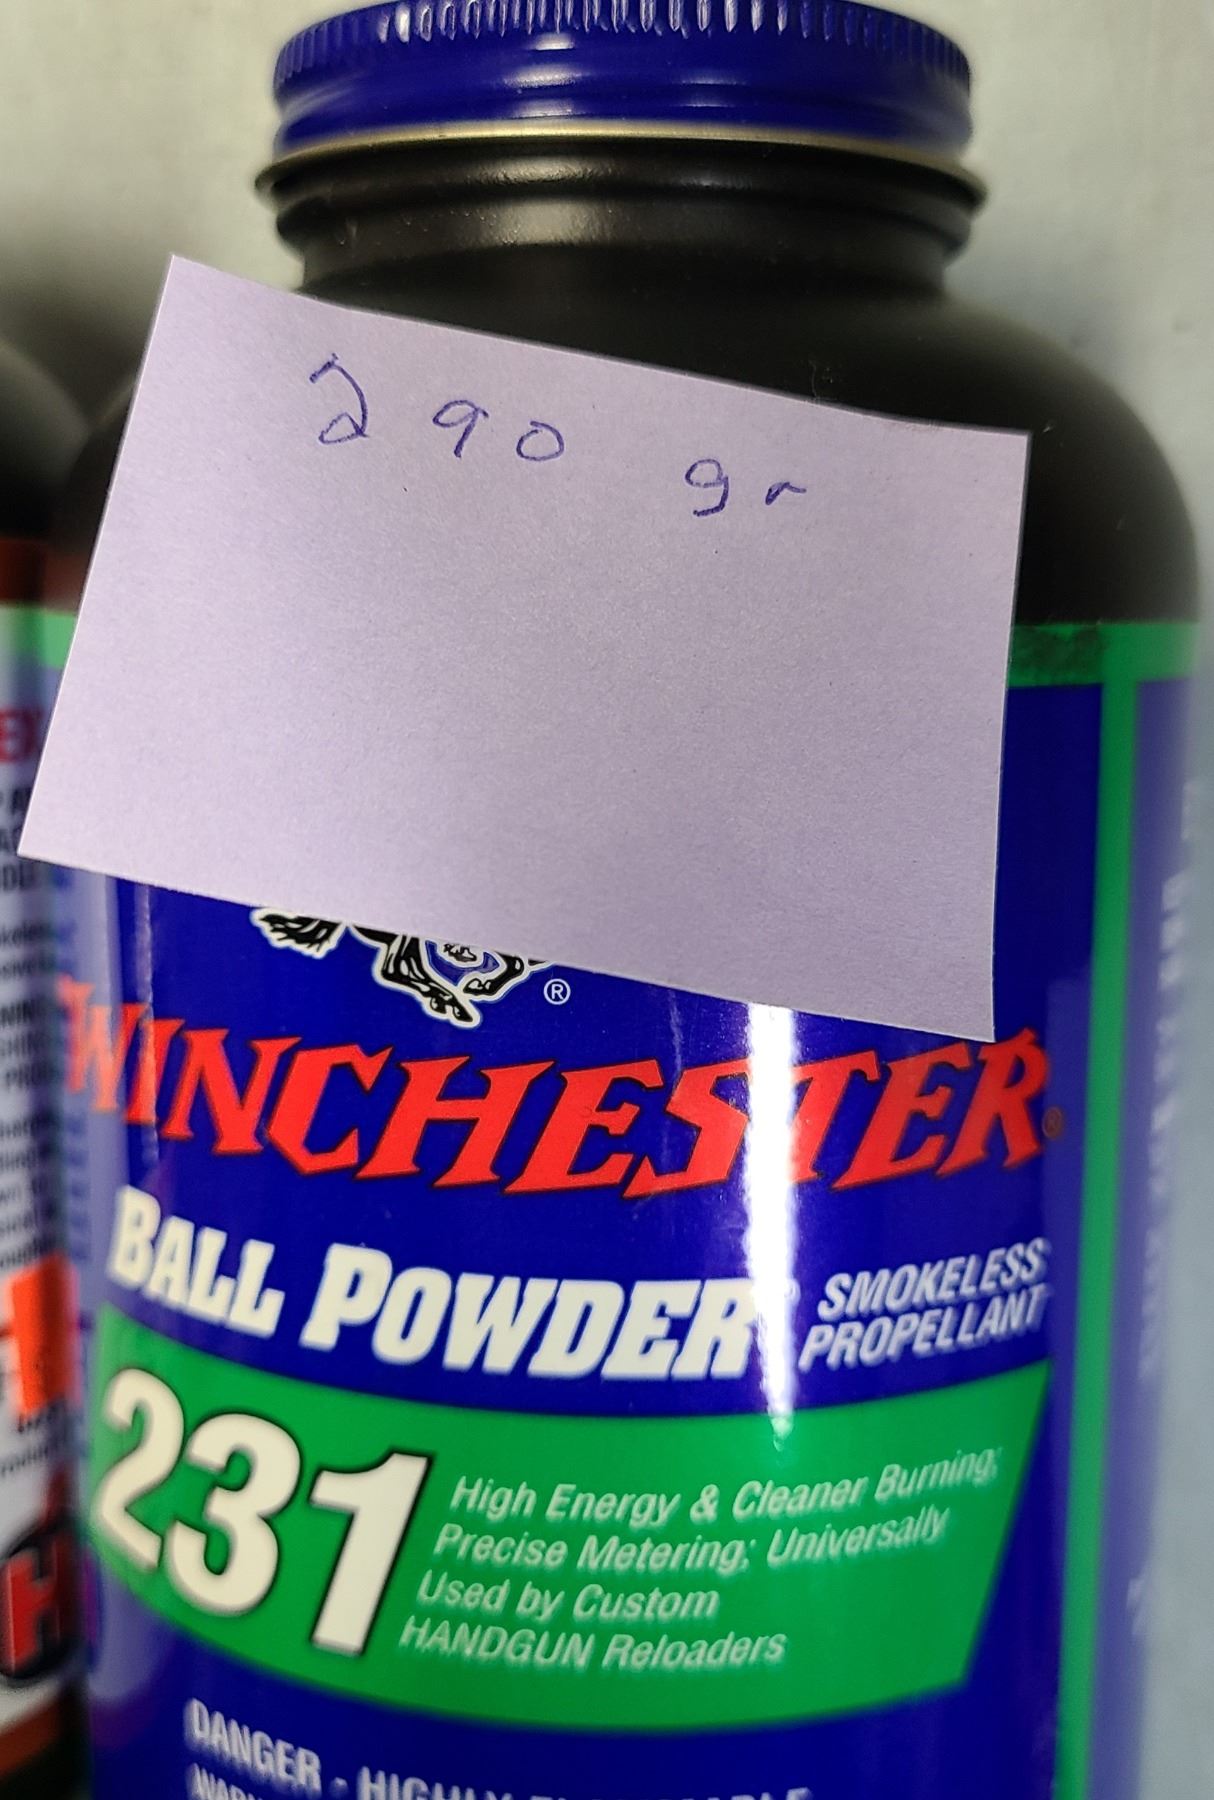 290 gr
®
WINCHESTER®
BALL POWDER® SMOKELESS
PROPELLANT
231
High Energy & Cleaner Burning;
Precise Metering; Universally
Used by Custom
HANDGUN Reloaders
DANGER - HIGHLY